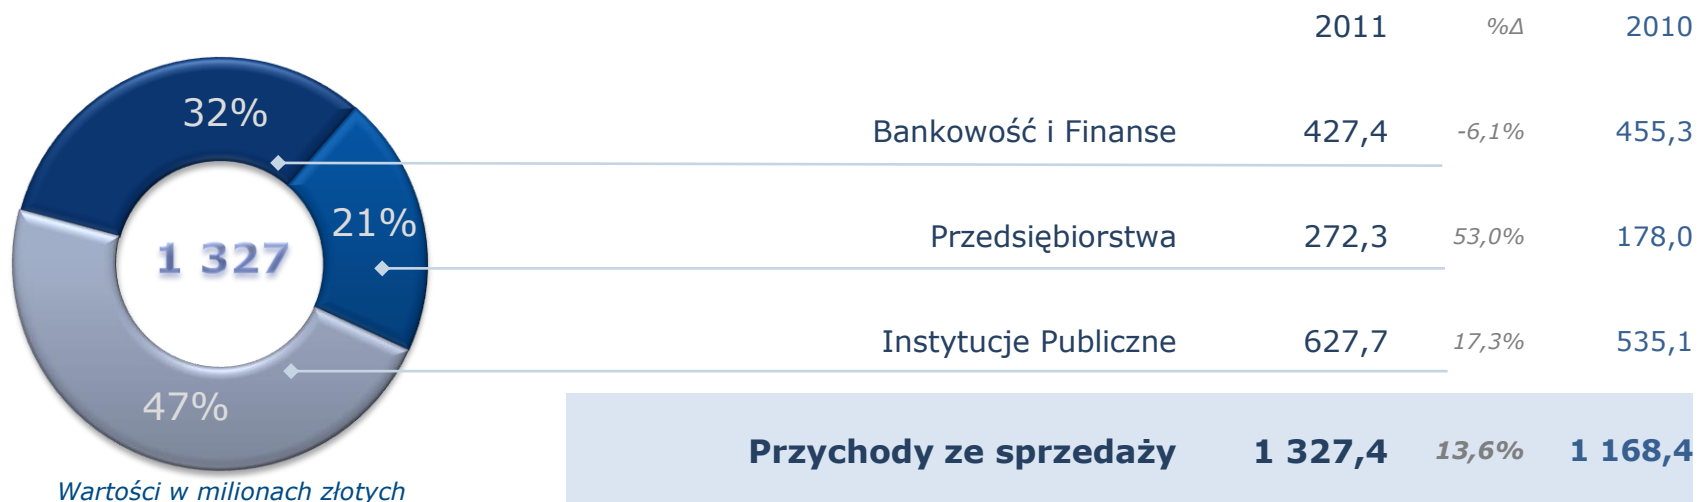 2011 %Δ 2010
32%
Bankowość i Finanse 427,4 -6,1% 455,3
21%
Przedsiębiorstwa 272,3 53,0% 178,0
1 327
Instytucje Publiczne 627,7 17,3% 535,1
47%
Przychody ze sprzedaży 1 327,4 13,6% 1 168,4
Wartości w milionach złotych